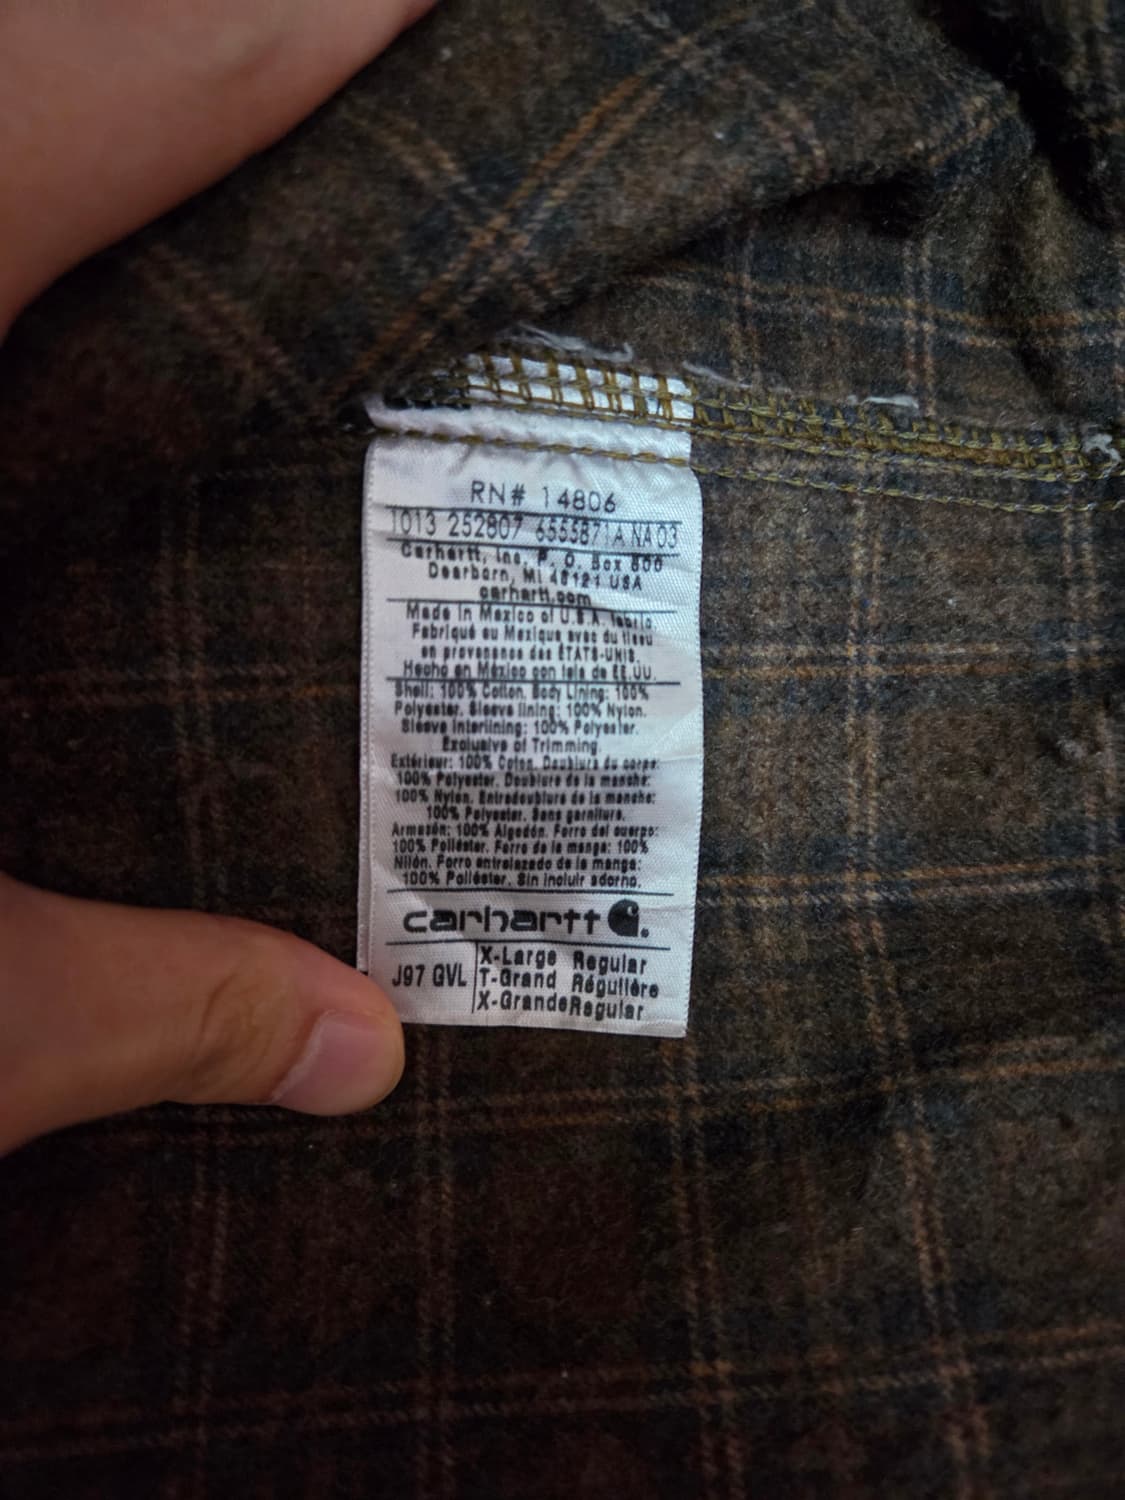 RN# 14806
1013 252807 6555871A NA 03
Carhartt, Inc. P. O. Box 600
Dearborn, MI 48121 USA
carhartt.com
Made in Mexico of U.S.A. fabric
Fabriqué au Mexique avec du tissu
en provenance des ÉTATS-UNIS.
Hecho en México con tela de EE.UU.
Shell: 100% Cotton. Body Lining: 100%
Polyester. Sleeve lining: 100% Nylon.
Sleeve Interlining: 100% Polyester.
Exclusive of Trimming.
Extérieur: 100% Coton. Doublure du corps:
100% Polyester. Doublure de la manche:
100% Nylon. Entredoublure de la manche:
100% Polyester. Sans garniture.
Armazón: 100% Algodón. Forro del cuerpo:
100% Poliéster. Forro de la manga: 100%
Nilón. Forro entrelazado de la manga:
100% Poliéster. Sin incluir adorno.
carhartt
J97 GVL
X-Large Regular
T-Grand Régulière
X-Grande Regular